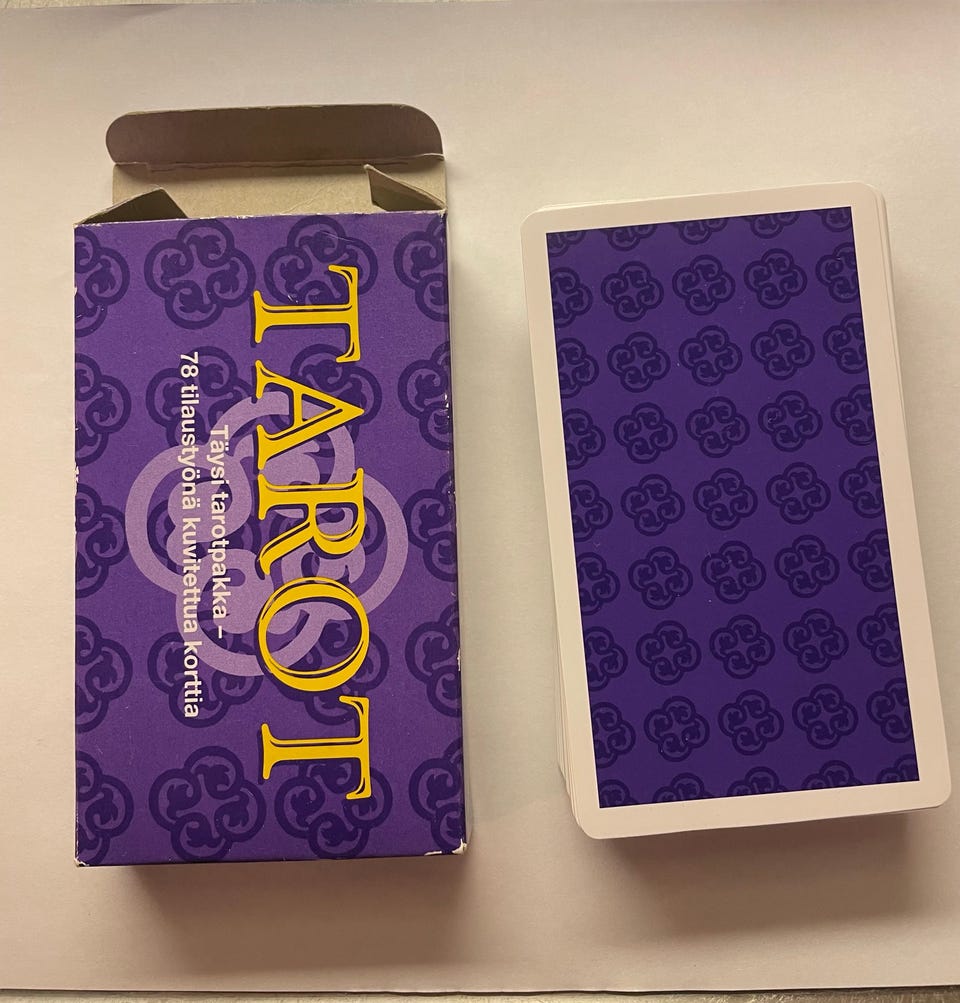 TAROT
Täysi tarotpakka –
78 tilaustyönä kuvitettua korttia